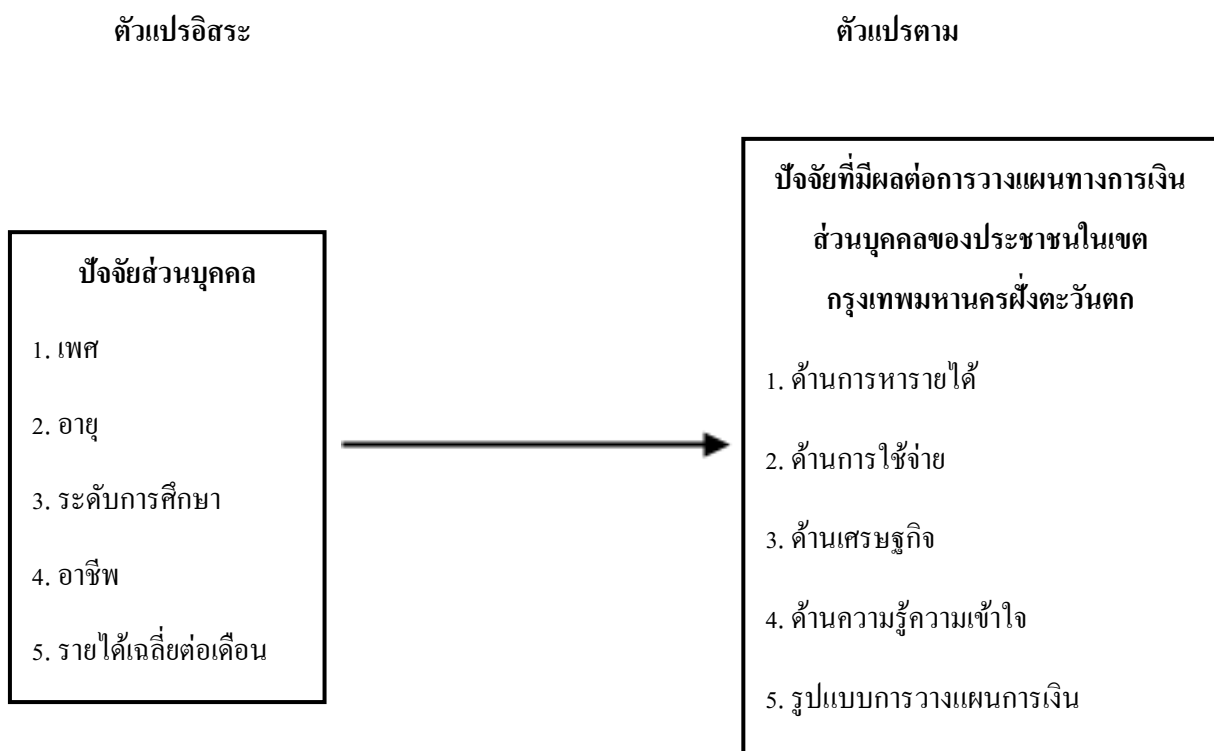 ตัวแปรอิสระ
ตัวแปรตาม
ปัจจัยส่วนบุคคล
1. เพศ
2. อายุ
3. ระดับการศึกษา
4. อาชีพ
5. รายได้เฉลี่ยต่อเดือน
ปัจจัยที่มีผลต่อการวางแผนทางการเงิน
ส่วนบุคคลของประชาชนในเขต
กรุงเทพมหานครฝั่งตะวันตก
1. ด้านการหารายได้
2. ด้านการใช้จ่าย
3. ด้านเศรษฐกิจ
4. ด้านความรู้ความเข้าใจ
5. รูปแบบการวางแผนการเงิน